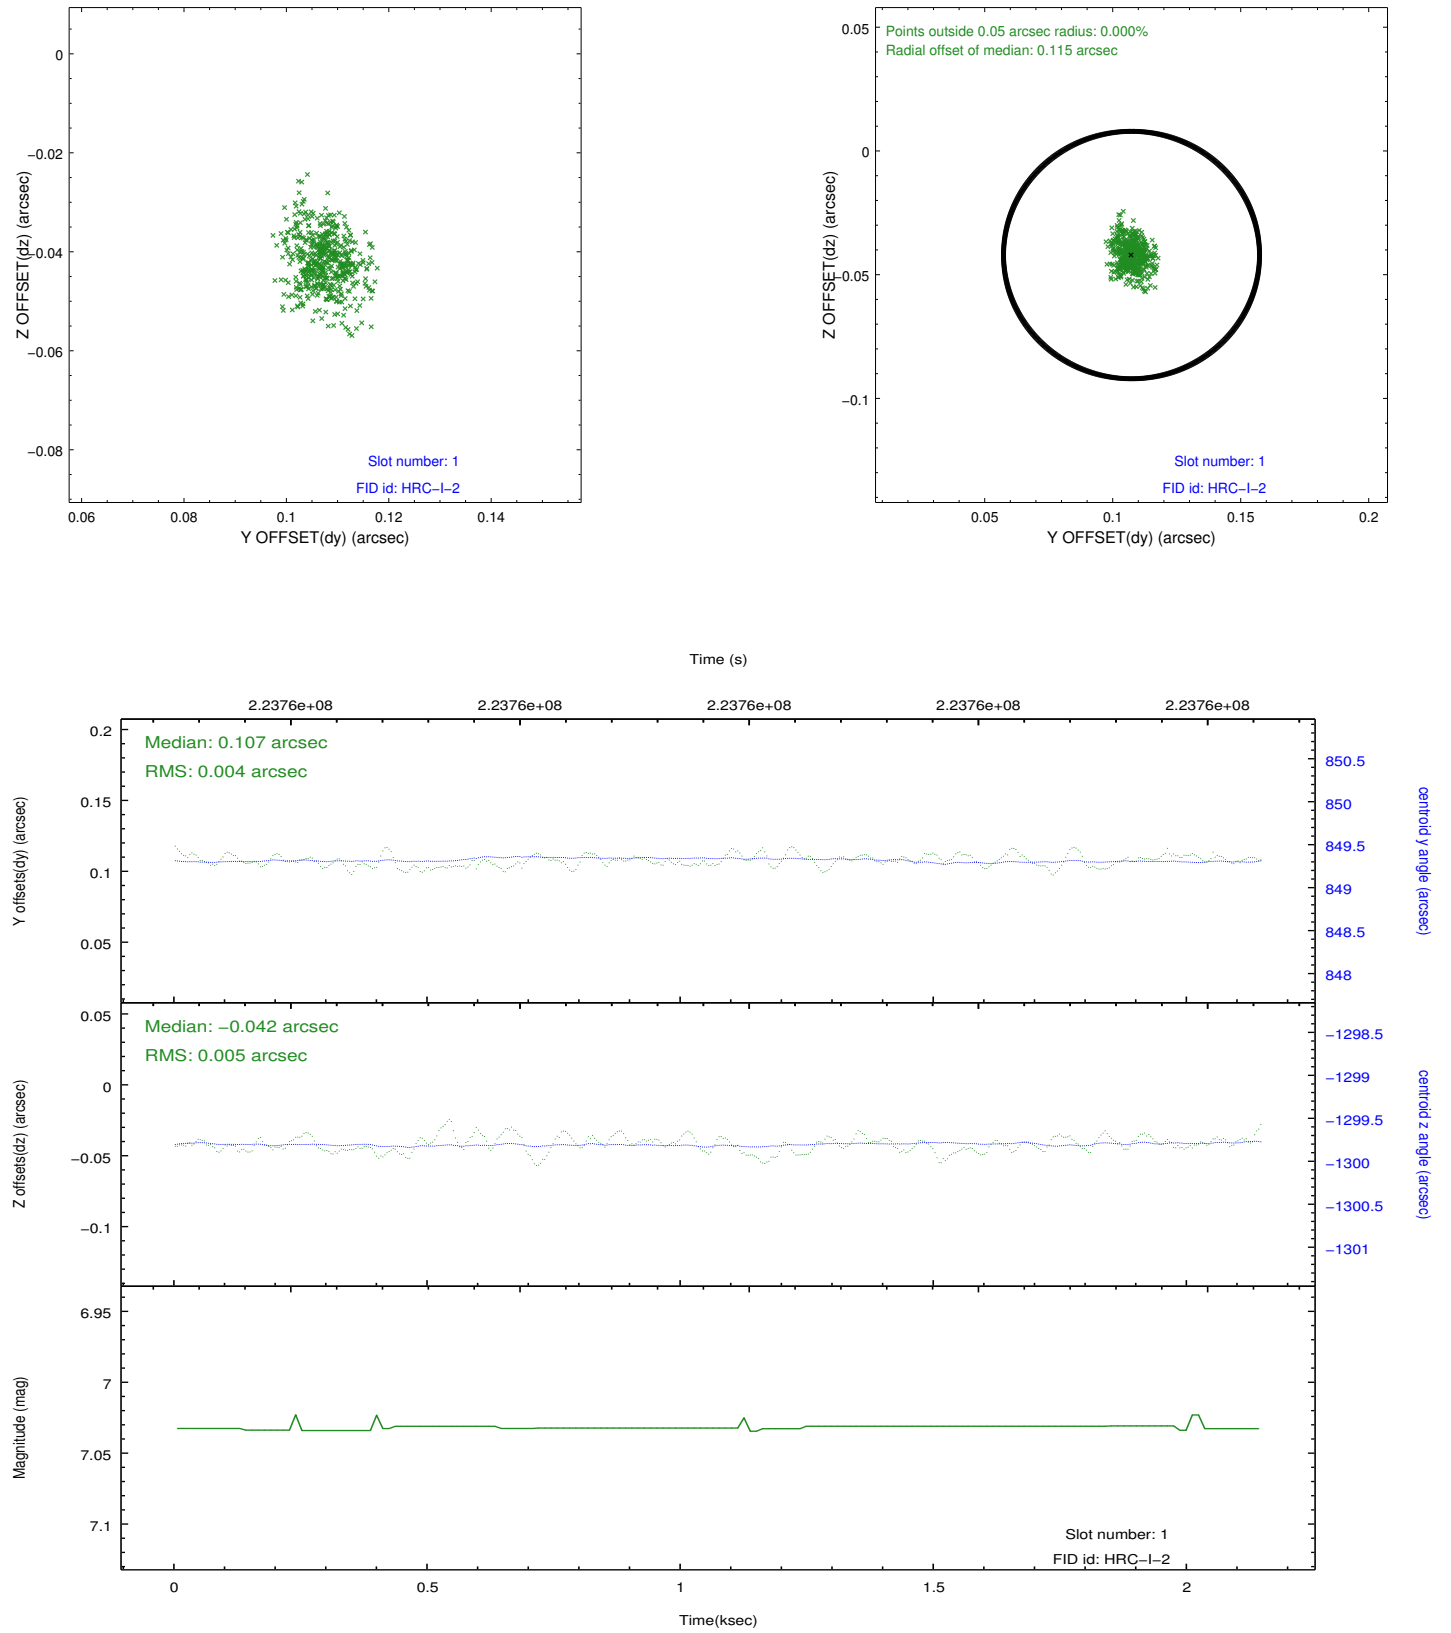 0
−0.02
−0.04
−0.06
−0.08
Z OFFSET(dz) (arcsec)
Slot number: 1
FID id: HRC−I−2
0.06
0.08
0.1
0.12
0.14
Y OFFSET(dy) (arcsec)
Points outside 0.05 arcsec radius: 0.000%
Radial offset of median: 0.115 arcsec
0.05
0
−0.05
−0.1
Z OFFSET(dz) (arcsec)
Slot number: 1
FID id: HRC−I−2
0.05
0.1
0.15
0.2
Y OFFSET(dy) (arcsec)
Time (s)
2.2376e+08
2.2376e+08
2.2376e+08
2.2376e+08
2.2376e+08
Median: 0.107 arcsec
RMS: 0.004 arcsec
0.2
0.15
0.1
0.05
Y offsets(dy) (arcsec)
850.5
850
849.5
849
848.5
848
centroid y angle (arcsec)
Median: −0.042 arcsec
RMS: 0.005 arcsec
0.05
0
−0.05
−0.1
Z offsets(dz) (arcsec)
−1298.5
−1299
−1299.5
−1300
−1300.5
−1301
centroid z angle (arcsec)
6.95
7
7.05
7.1
Magnitude (mag)
Slot number: 1
FID id: HRC−I−2
0
0.5
1
1.5
2
Time(ksec)